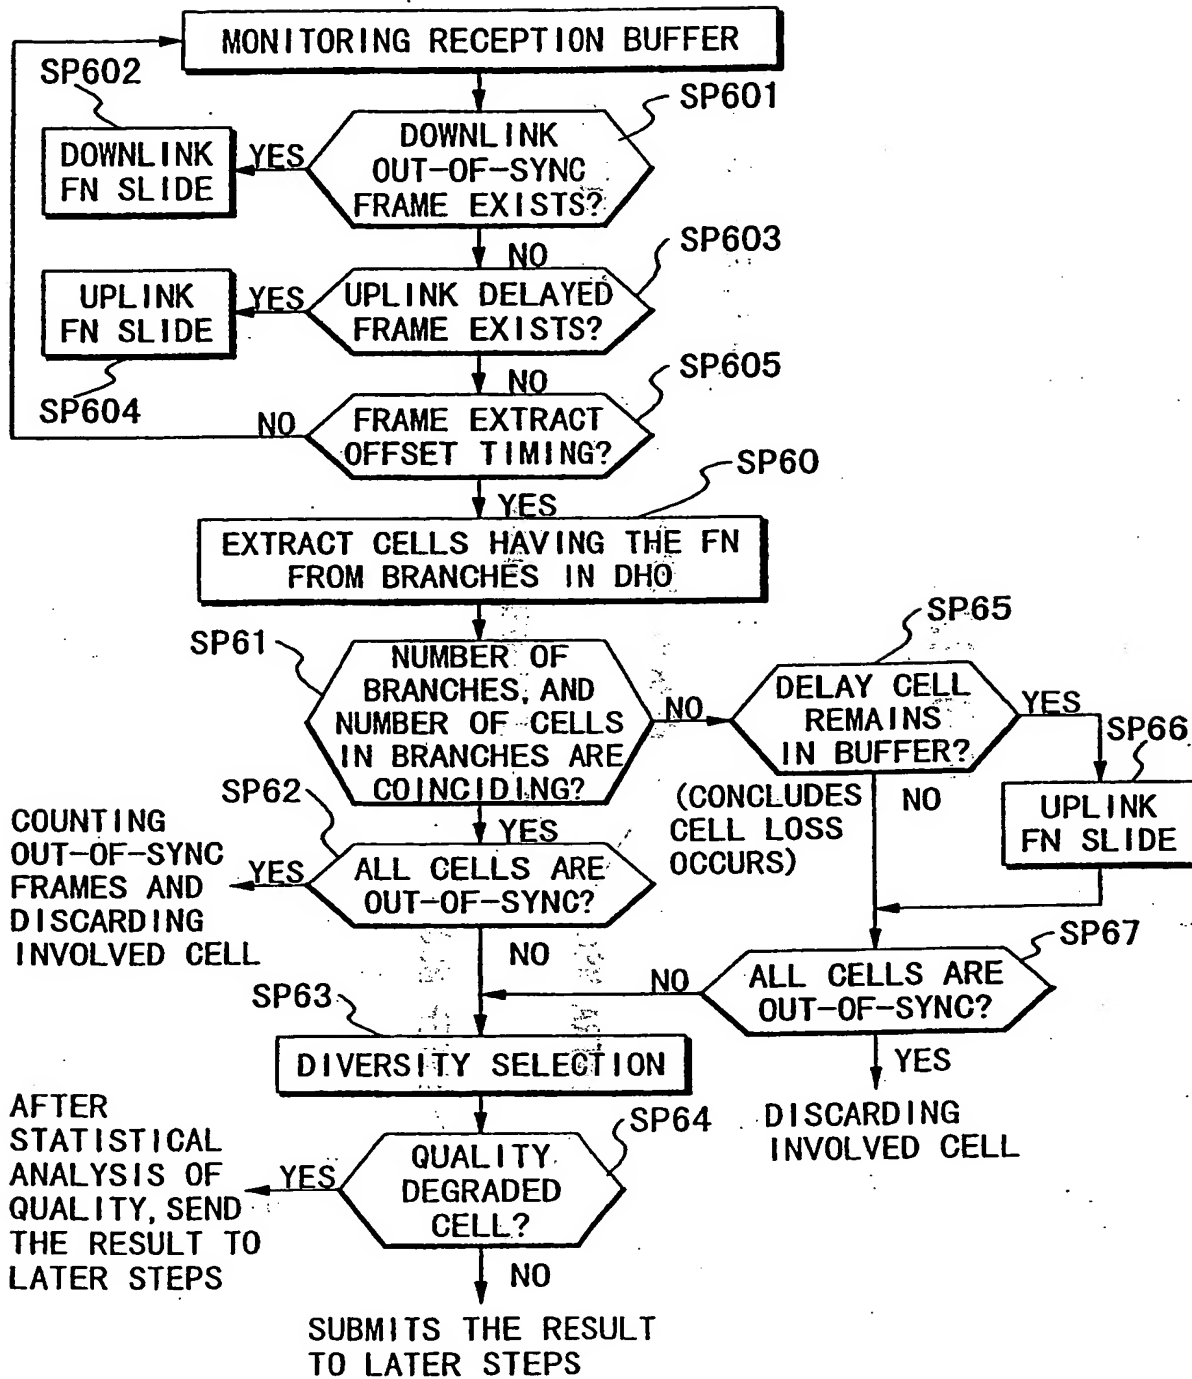 MONITORING RECEPTION BUFFER
SP602
SP601
DOWNLINK
OUT-OF-SYNC
FRAME EXISTS?
YES
DOWNLINK
FN SLIDE
NO
SP603
UPLINK DELAYED
FRAME EXISTS?
YES
UPLINK
FN SLIDE
SP604
NO
SP605
FRAME EXTRACT
OFFSET TIMING?
NO
YES
SP60
EXTRACT CELLS HAVING THE FN
FROM BRANCHES IN DHO
SP61
NUMBER OF
BRANCHES, AND
NUMBER OF CELLS
IN BRANCHES ARE
COINCIDING?
NO
SP65
DELAY CELL
REMAINS
IN BUFFER?
YES
SP66
UPLINK
FN SLIDE
NO
(CONCLUDES
CELL LOSS
OCCURS)
YES
SP62
ALL CELLS ARE
OUT-OF-SYNC?
YES
COUNTING
OUT-OF-SYNC
FRAMES AND
DISCARDING
INVOLVED CELL
NO
SP67
ALL CELLS ARE
OUT-OF-SYNC?
NO
YES
DISCARDING
INVOLVED CELL
SP63
DIVERSITY SELECTION
SP64
QUALITY
DEGRADED
CELL?
YES
AFTER
STATISTICAL
ANALYSIS OF
QUALITY, SEND
THE RESULT TO
LATER STEPS
NO
SUBMITS THE RESULT
TO LATER STEPS